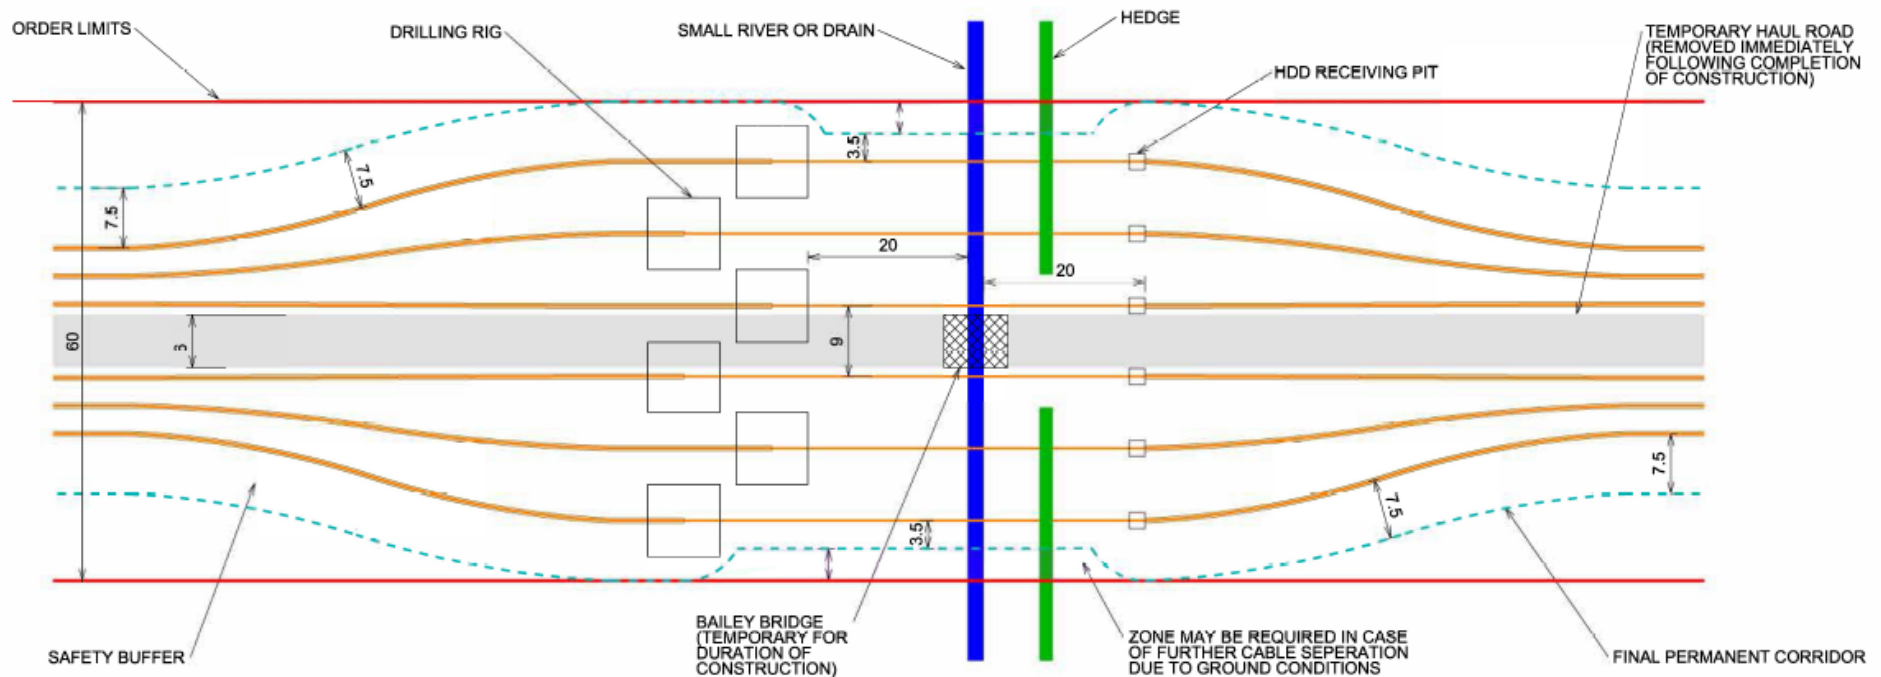 ORDER LIMITS
DRILLING RIG
SMALL RIVER OR DRAIN
HEDGE
HDD RECEIVING PIT
TEMPORARY HAUL ROAD
(REMOVED IMMEDIATELY
FOLLOWING COMPLETION
OF CONSTRUCTION)
3.5
7.5
7.5
20
20
60
9
3.5
7.5
7.5
SAFETY BUFFER
BAILEY BRIDGE
(TEMPORARY FOR
DURATION OF
CONSTRUCTION)
ZONE MAY BE REQUIRED IN CASE
OF FURTHER CABLE SEPERATION
DUE TO GROUND CONDITIONS
FINAL PERMANENT CORRIDOR